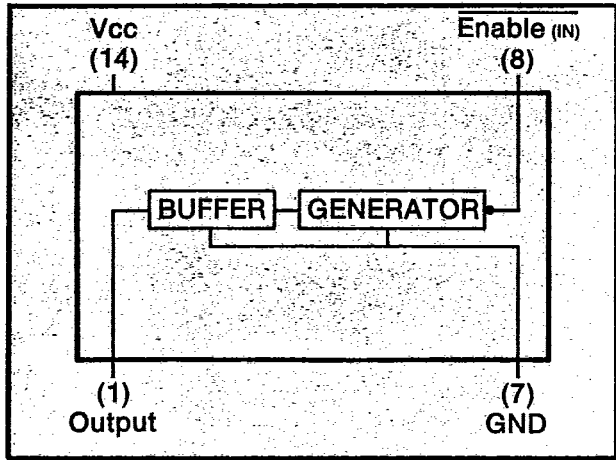 Vcc
(14)
Enable (IN)
(8)
BUFFER
GENERATOR
(1)
Output
(7)
GND